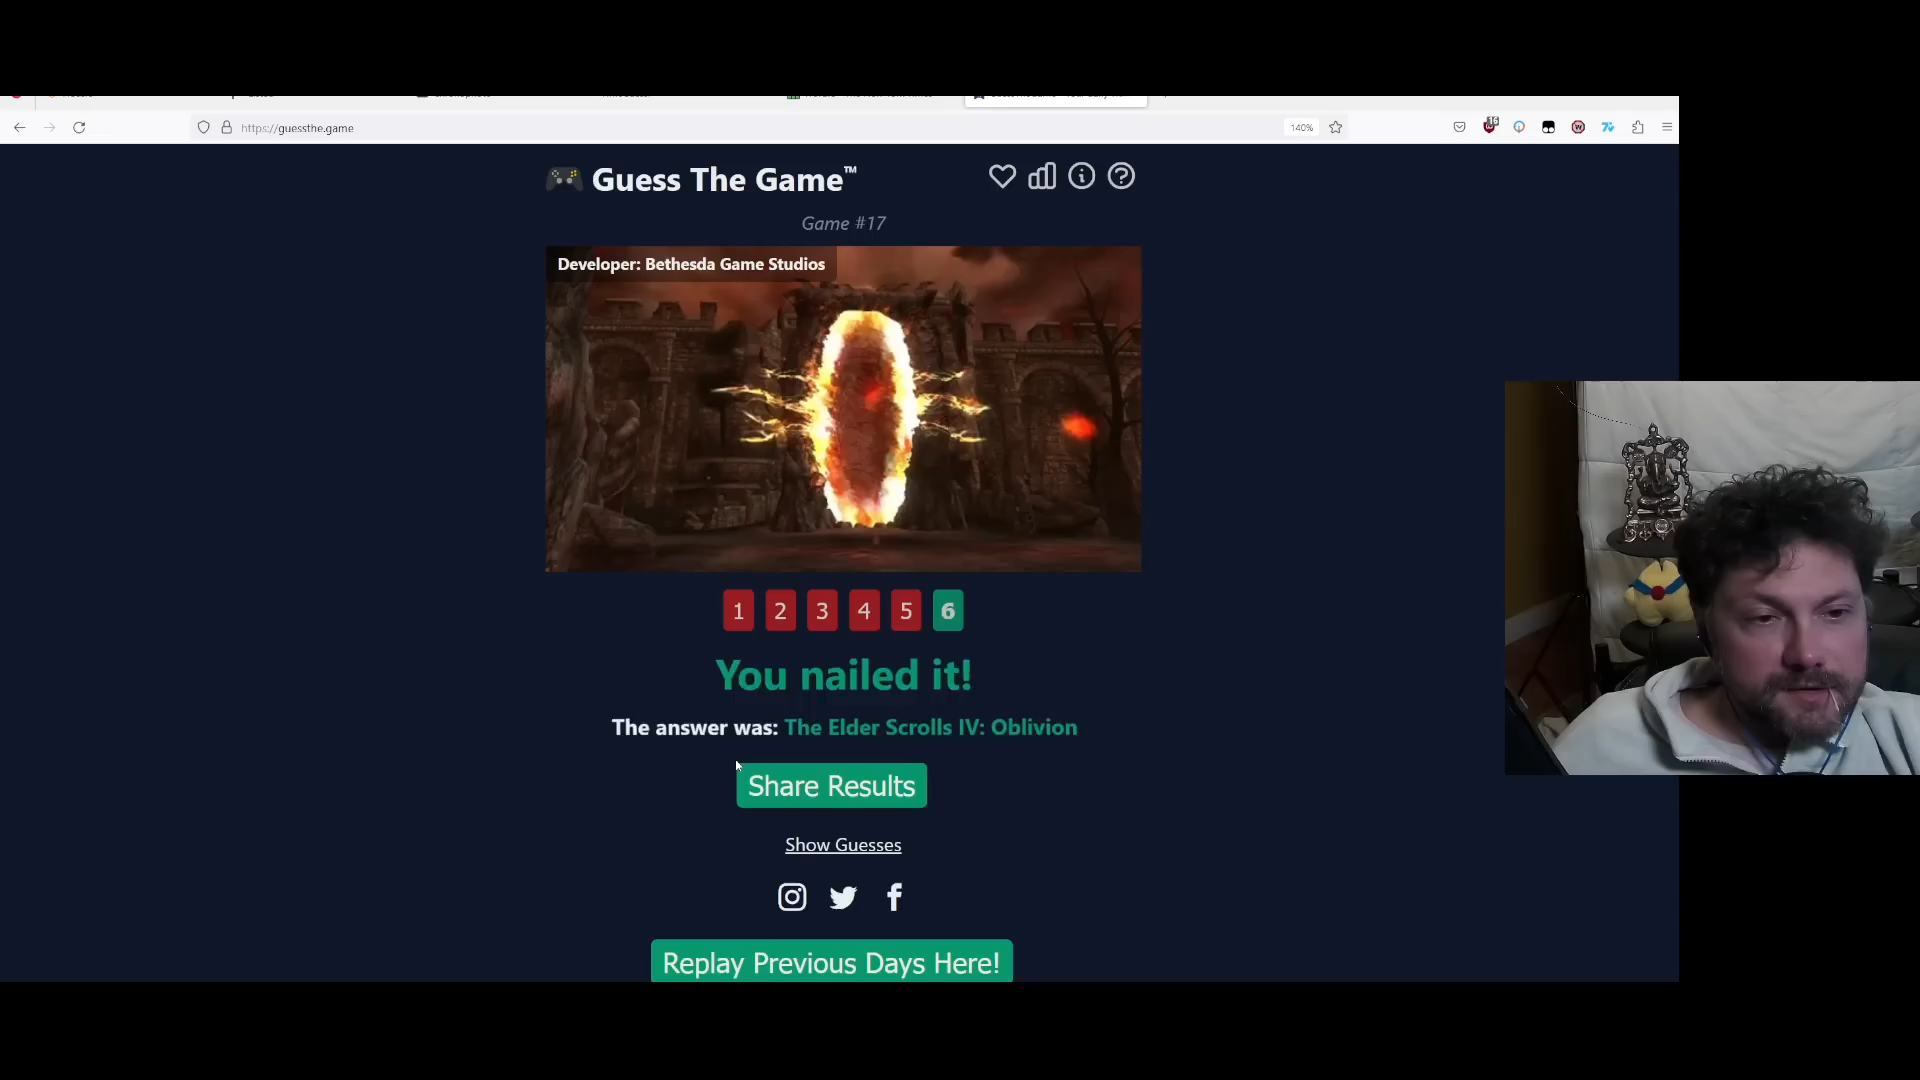 https://guessthe.game
140%
16
Guess The Game™
Game #17
Developer: Bethesda Game Studios
1 2 3 4 5 6
You nailed it!
The answer was: The Elder Scrolls IV: Oblivion
Share Results
Show Guesses
Replay Previous Days Here!